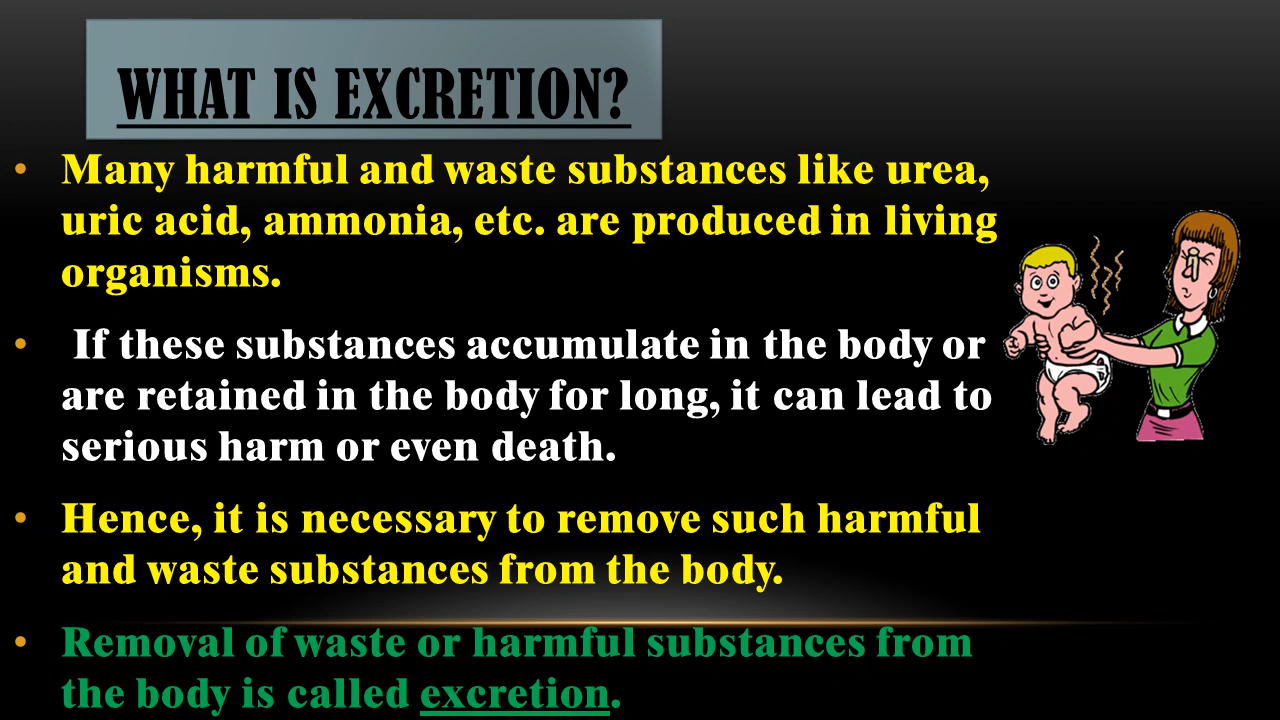 WHAT IS EXCRETION?
• Many harmful and waste substances like urea,
uric acid, ammonia, etc. are produced in living
organisms.
• If these substances accumulate in the body or
are retained in the body for long, it can lead to
serious harm or even death.
• Hence, it is necessary to remove such harmful
and waste substances from the body.
• Removal of waste or harmful substances from
the body is called excretion.